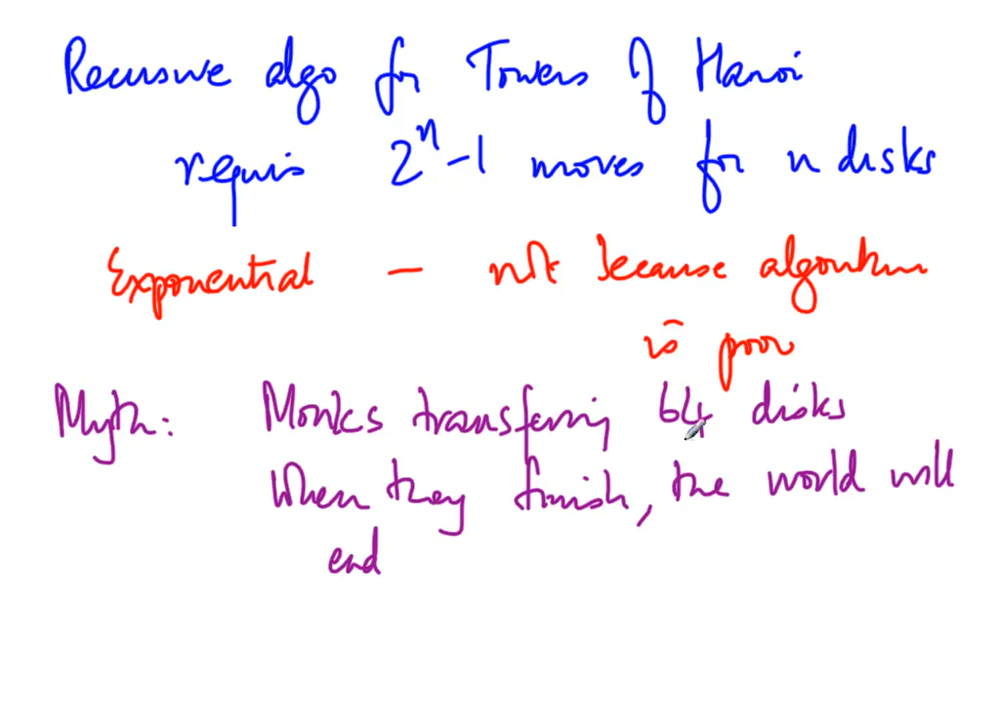 Recursive algo for Towers of Hanoi
requires 2^n - 1 moves for n disks
Exponential — not because algorithm
is poor
Myth: Monks transferring 64 disks
When they finish, the world will
end